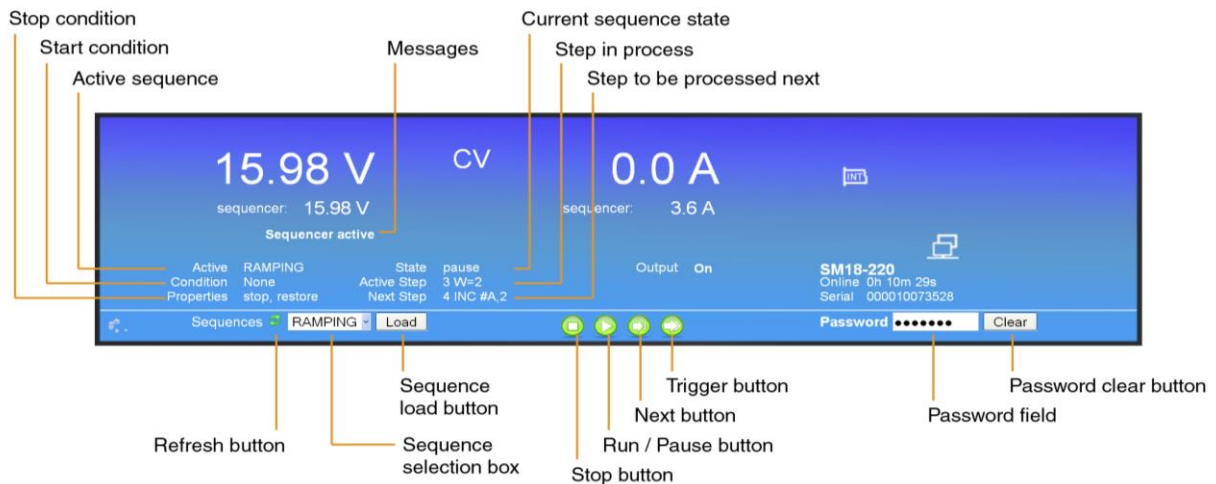 Stop condition
Start condition
Active sequence
Messages
Current sequence state
Step in process
Step to be processed next
15.98 V
CV
0.0 A
INT
sequencer: 15.98 V
sequencer: 3.6 A
Sequencer active
Active RAMPING
State pause
Output On
SM18-220
Condition None
Active Step 3 W=2
Online 0h 10m 29s
Properties stop, restore
Next Step 4 INC #A,2
Serial 000010073528
Sequences RAMPING Load
Password ●●●●●●● Clear
Sequence
load button
Trigger button
Password clear button
Next button
Password field
Refresh button
Sequence
selection box
Run / Pause button
Stop button